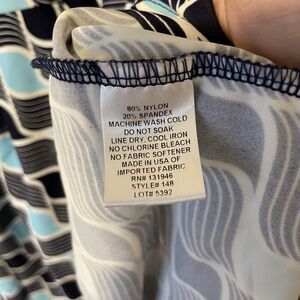 80% NYLON
20% SPANDEX
MACHINE WASH COLD
DO NOT SOAK
LINE DRY, COOL IRON
NO CHLORINE BLEACH
NO FABRIC SOFTENER
MADE IN USA OF
IMPORTED FABRIC
RN# 131946
STYLE# 148
LOT# 5392